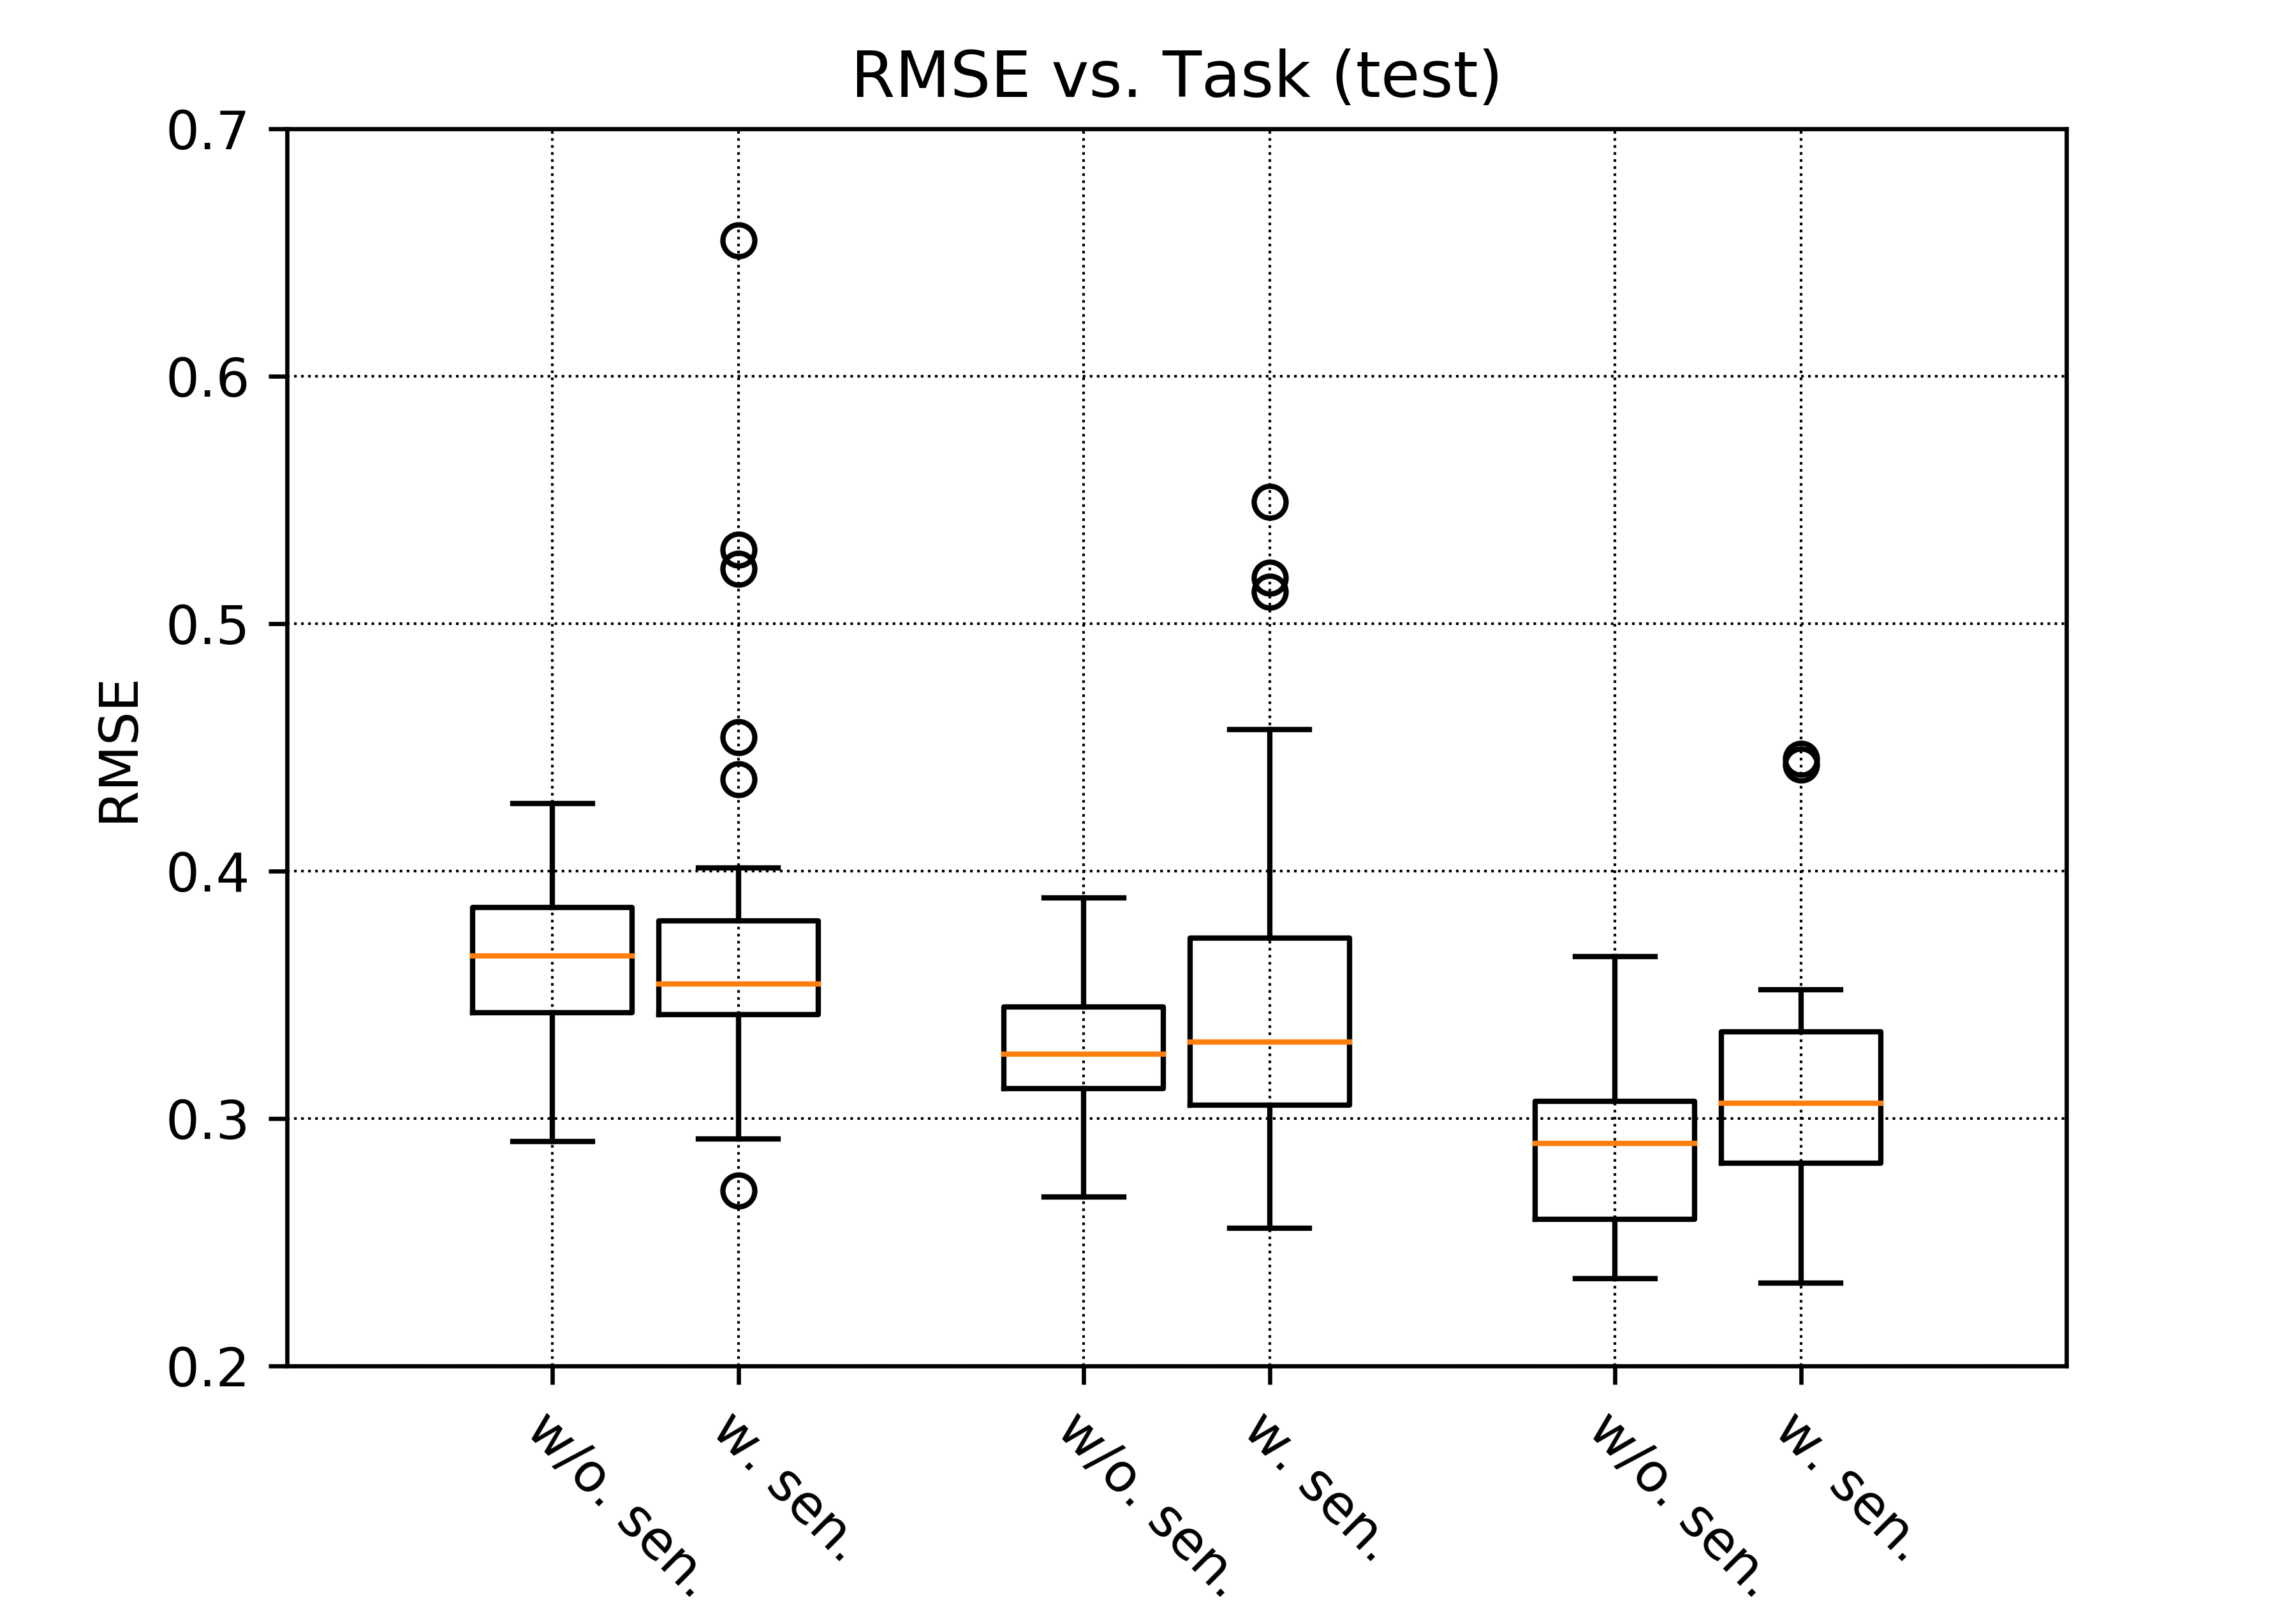 RMSE vs. Task (test)
0.7
0.6
0.5
0.4
0.3
0.2
RMSE
w/o. sen.
w. sen.
w/o. sen.
w. sen.
w/o. sen.
w. sen.